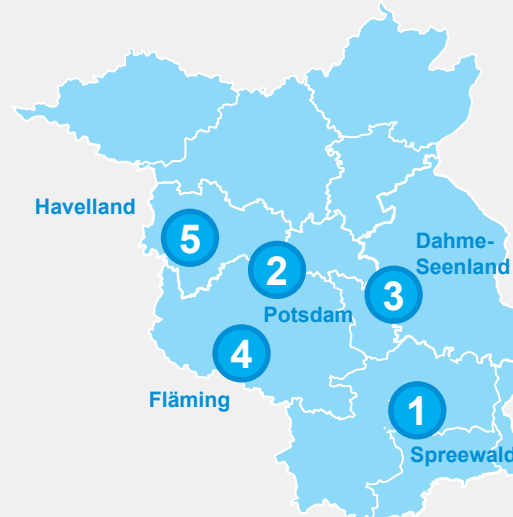 Havelland
5
Dahme-
Seenland
2
3
Potsdam
4
Fläming
1
Spreewald